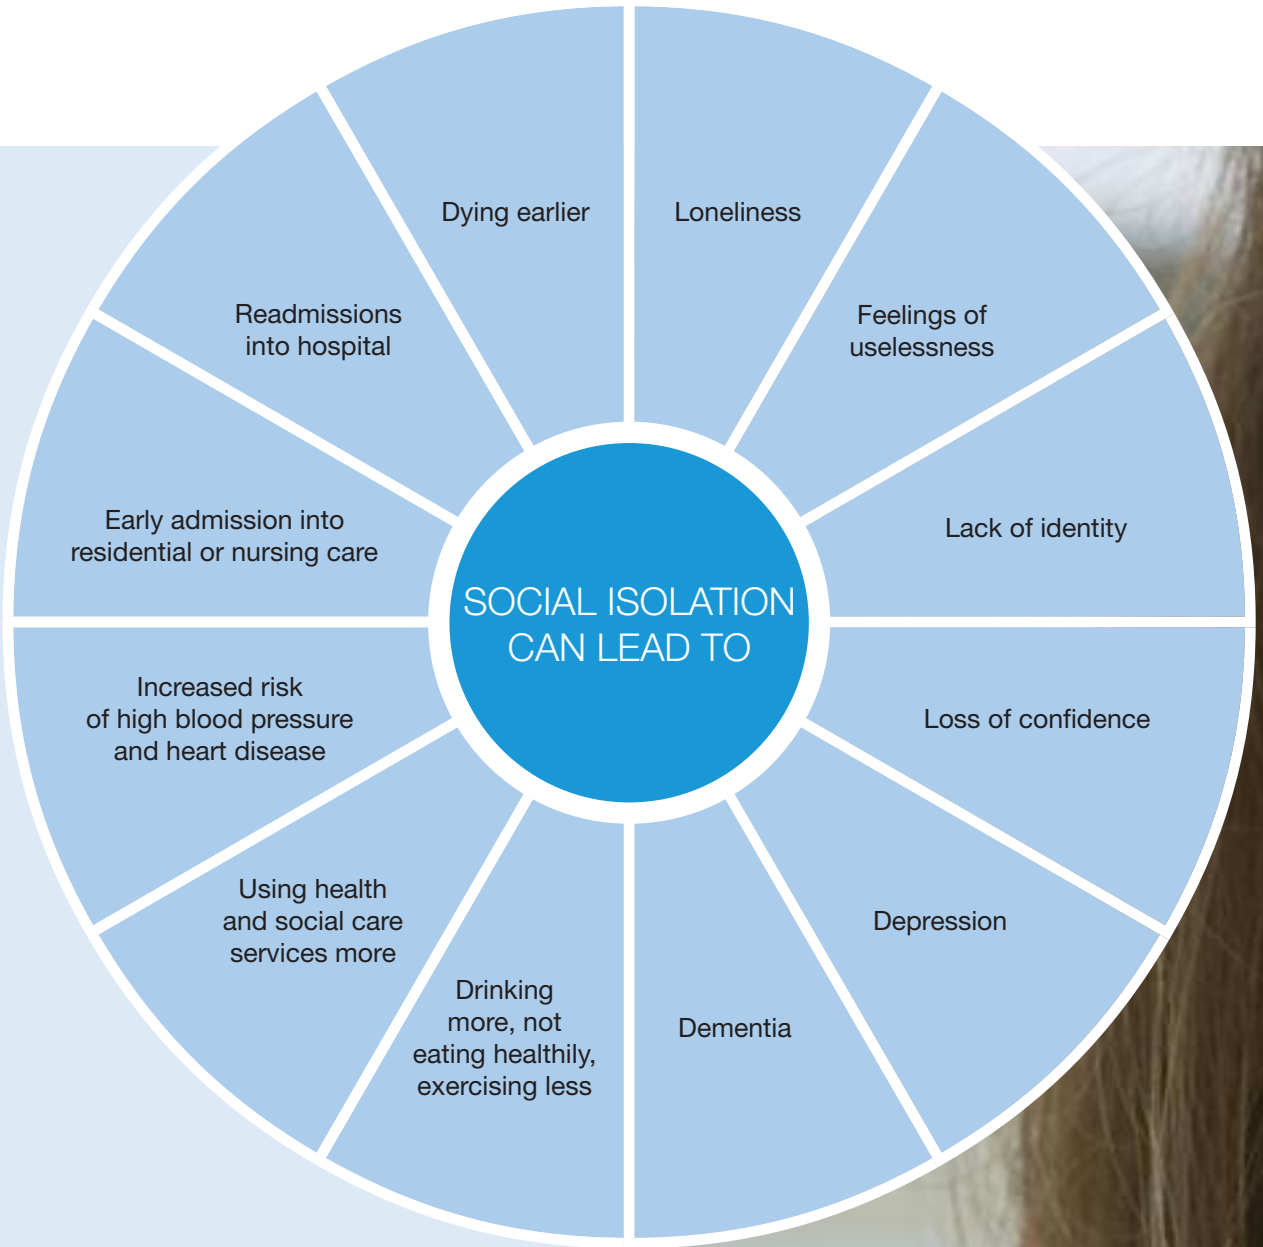 SOCIAL ISOLATION
CAN LEAD TO
Loneliness
Feelings of
uselessness
Lack of identity
Loss of confidence
Depression
Dementia
Drinking
more, not
eating healthily,
exercising less
Using health
and social care
services more
Increased risk
of high blood pressure
and heart disease
Early admission into
residential or nursing care
Readmissions
into hospital
Dying earlier